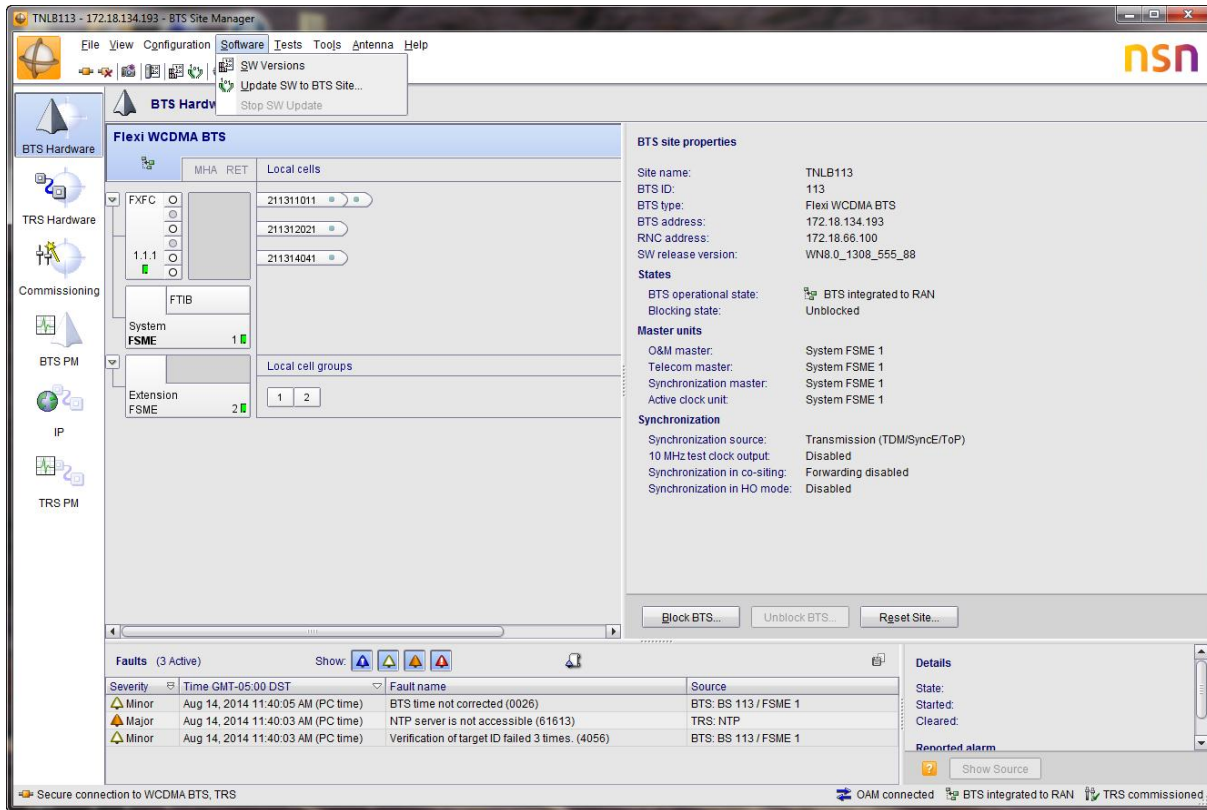 TNLB113 - 172.18.134.193 - BTS Site Manager
File View Configuration Software Tests Tools Antenna Help
nsn
SW Versions
Update SW to BTS Site...
Stop SW Update
BTS Hardw
BTS Hardware
TRS Hardware
Commissioning
BTS PM
IP
TRS PM
Flexi WCDMA BTS
MHA RET Local cells
FXFC
1.1.1
211311011
211312021
211314041
FTIB
System
FSME 1
Local cell groups
Extension
FSME 2
1 2
BTS site properties
Site name: TNLB113
BTS ID: 113
BTS type: Flexi WCDMA BTS
BTS address: 172.18.134.193
RNC address: 172.18.66.100
SW release version: WN8.0_1308_555_88
States
BTS operational state: BTS integrated to RAN
Blocking state: Unblocked
Master units
O&M master: System FSME 1
Telecom master: System FSME 1
Synchronization master: System FSME 1
Active clock unit: System FSME 1
Synchronization
Synchronization source: Transmission (TDM/SyncE/ToP)
10 MHz test clock output: Disabled
Synchronization in co-siting: Forwarding disabled
Synchronization in HO mode: Disabled
Block BTS... Unblock BTS... Reset Site...
Faults (3 Active) Show:
Severity Time GMT-05:00 DST Fault name Source
Minor Aug 14, 2014 11:40:05 AM (PC time) BTS time not corrected (0026) BTS: BS 113 / FSME 1
Major Aug 14, 2014 11:40:03 AM (PC time) NTP server is not accessible (61613) TRS: NTP
Minor Aug 14, 2014 11:40:03 AM (PC time) Verification of target ID failed 3 times. (4056) BTS: BS 113 / FSME 1
Details
State:
Started:
Cleared:
Reported alarm
Show Source
Secure connection to WCDMA BTS, TRS OAM connected BTS integrated to RAN TRS commissioned